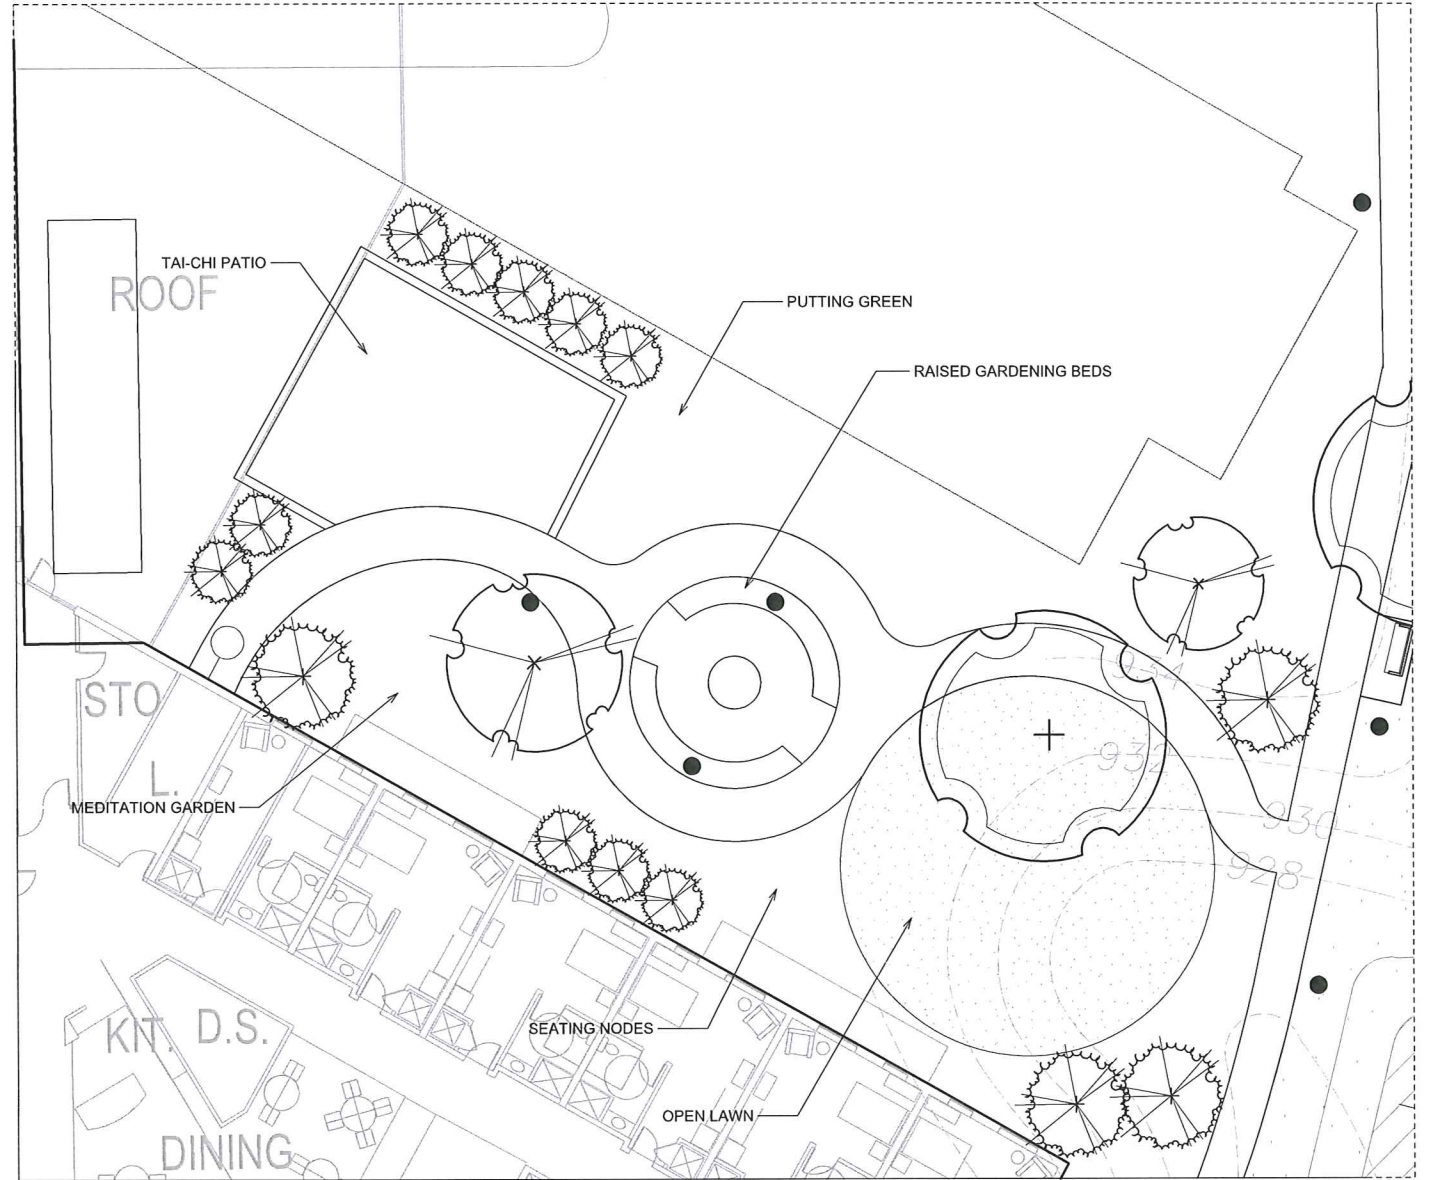 TAI-CHI PATIO
ROOF
PUTTING GREEN
RAISED GARDENING BEDS
934
STO
932
L.
MEDITATION GARDEN
930
928
SEATING NODES
KIT.
D.S.
OPEN LAWN
DINING